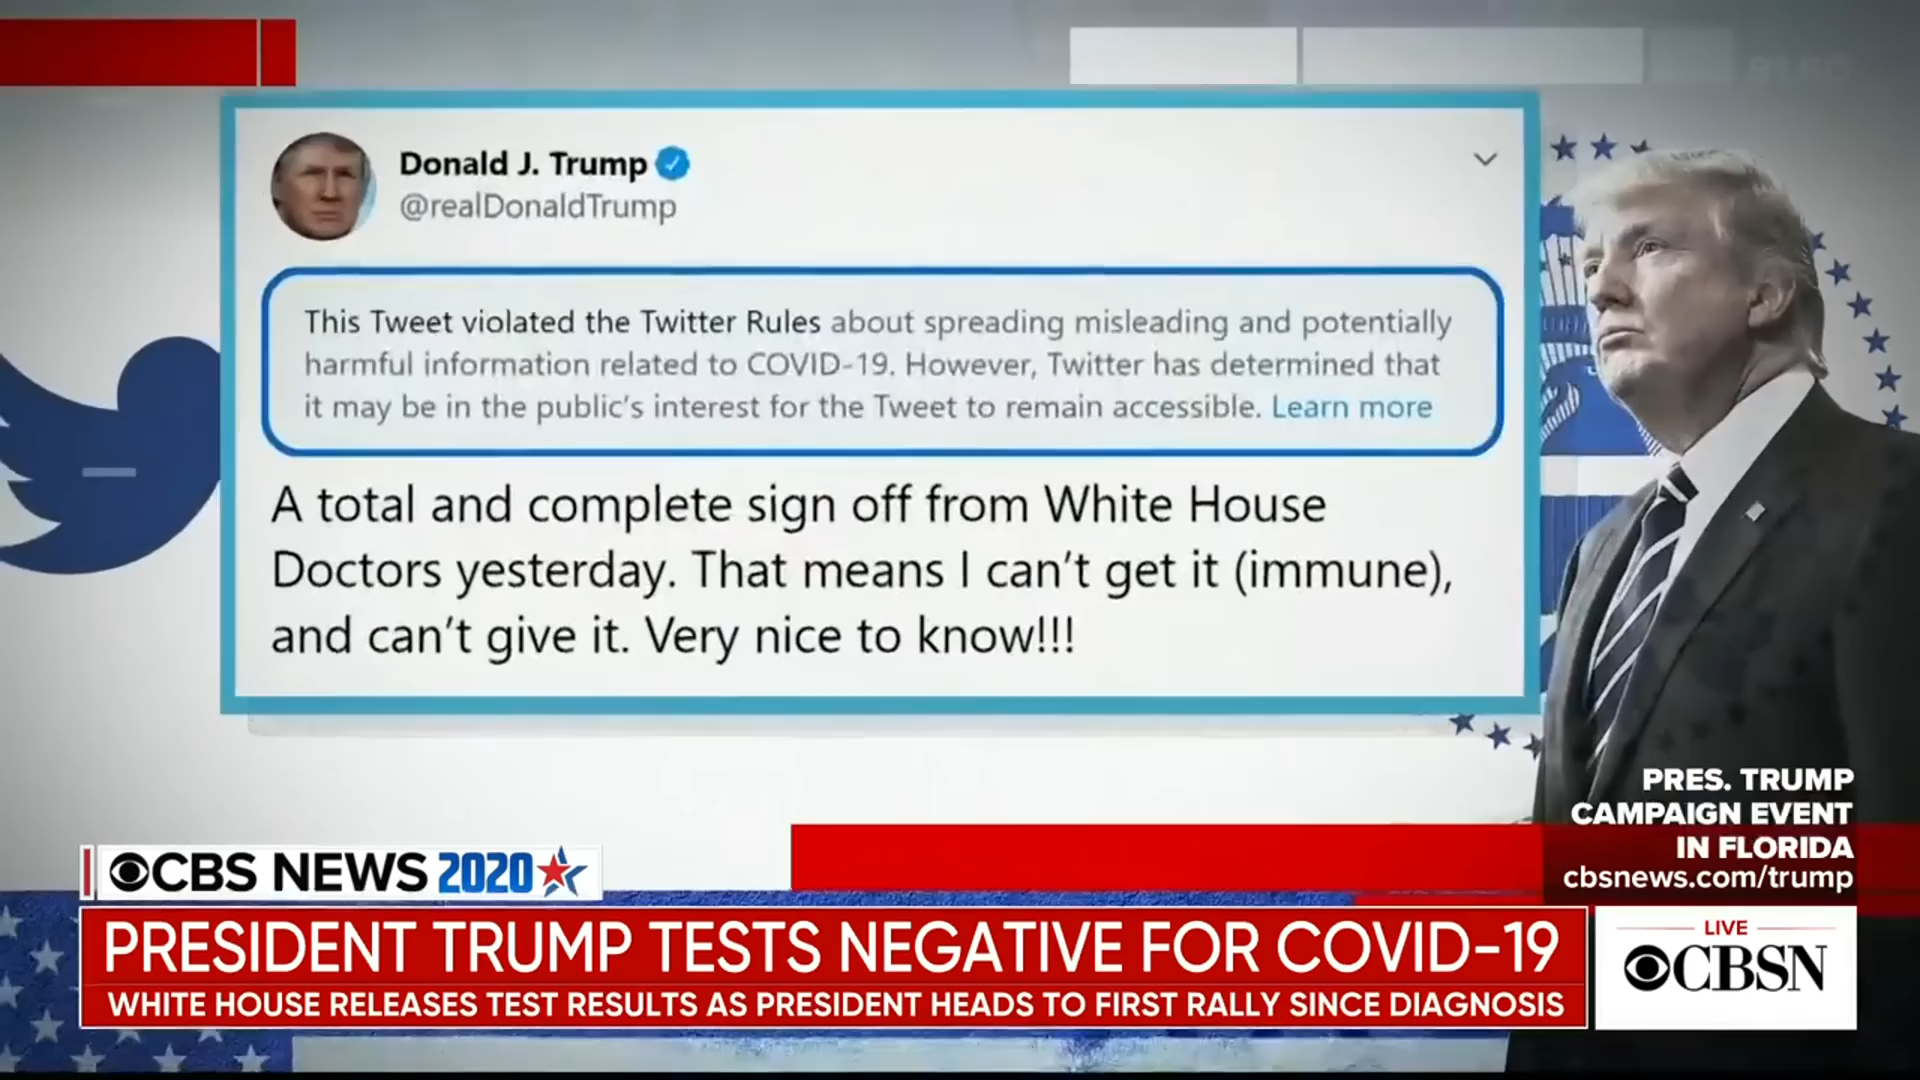 Donald J. Trump
@realDonaldTrump
This Tweet violated the Twitter Rules about spreading misleading and potentially
harmful information related to COVID-19. However, Twitter has determined that
it may be in the public's interest for the Tweet to remain accessible. Learn more
A total and complete sign off from White House
Doctors yesterday. That means I can't get it (immune),
and can't give it. Very nice to know!!!
PRES. TRUMP
CAMPAIGN EVENT
IN FLORIDA
cbsnews.com/trump
CBS NEWS 2020
PRESIDENT TRUMP TESTS NEGATIVE FOR COVID-19
WHITE HOUSE RELEASES TEST RESULTS AS PRESIDENT HEADS TO FIRST RALLY SINCE DIAGNOSIS
LIVE
CBSN